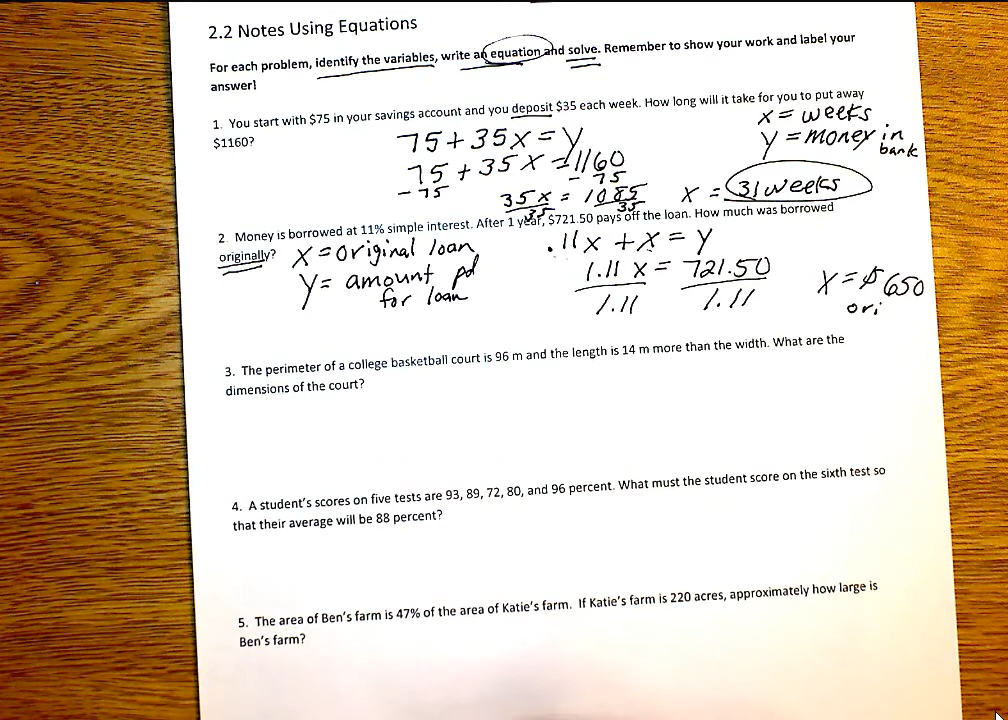 2.2 Notes Using Equations
For each problem, identify the variables, write an equation and solve. Remember to show your work and label your
answer!
1. You start with $75 in your savings account and you deposit $35 each week. How long will it take for you to put away
$1160?
x = weeks
75 + 35x = y
y = money in
bank
75 + 35x = 1160
-75 -75
35x = 1085
35 35
x = 31 weeks
2. Money is borrowed at 11% simple interest. After 1 year, $721.50 pays off the loan. How much was borrowed
originally?
x = original loan
y = amount pd
for loan
.11x + x = y
1.11 x = 721.50
1.11 1.11
x = $650
ori
3. The perimeter of a college basketball court is 96 m and the length is 14 m more than the width. What are the
dimensions of the court?
4. A student's scores on five tests are 93, 89, 72, 80, and 96 percent. What must the student score on the sixth test so
that their average will be 88 percent?
5. The area of Ben's farm is 47% of the area of Katie's farm. If Katie's farm is 220 acres, approximately how large is
Ben's farm?